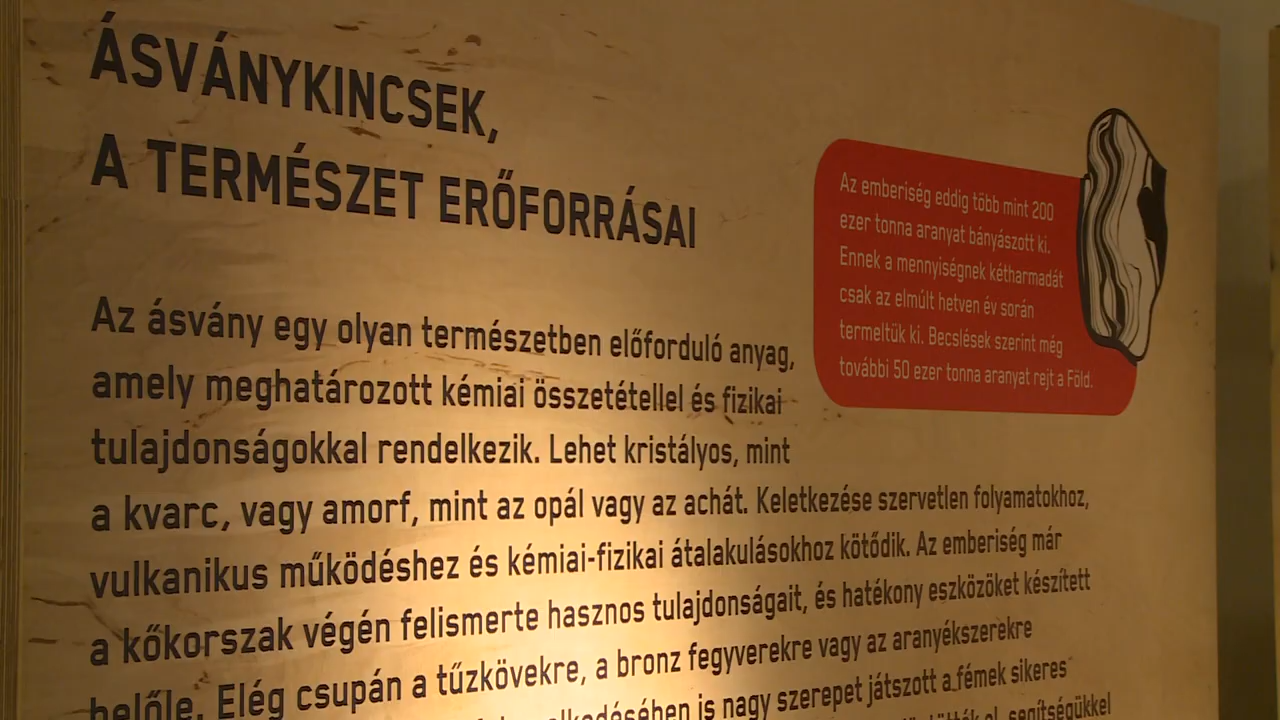 ÁSVÁNYKINCSEK,
A TERMÉSZET ERŐFORRÁSAI
Az ásvány egy olyan természetben előforduló anyag,
amely meghatározott kémiai összetétellel és fizikai
tulajdonságokkal rendelkezik. Lehet kristályos, mint
a kvarc, vagy amorf, mint az opál vagy az achát. Keletkezése szervetlen folyamatokhoz,
vulkanikus működéshez és kémiai-fizikai átalakulásokhoz kötődik. Az emberiség már
a kőkorszak végén felismerte hasznos tulajdonságait, és hatékony eszközöket készített
belőle. Elég csupán a tűzkövekre, a bronz fegyverekre vagy az aranyékszerekre
is nagy szerepet játszott a fémek sikeres
segítségükkel
Az emberiség eddig több mint 200
ezer tonna aranyat bányászott ki.
Ennek a mennyiségnek kétharmadát
csak az elmúlt hetven év során
termeltük ki. Becslések szerint még
további 50 ezer tonna aranyat rejt a Föld.